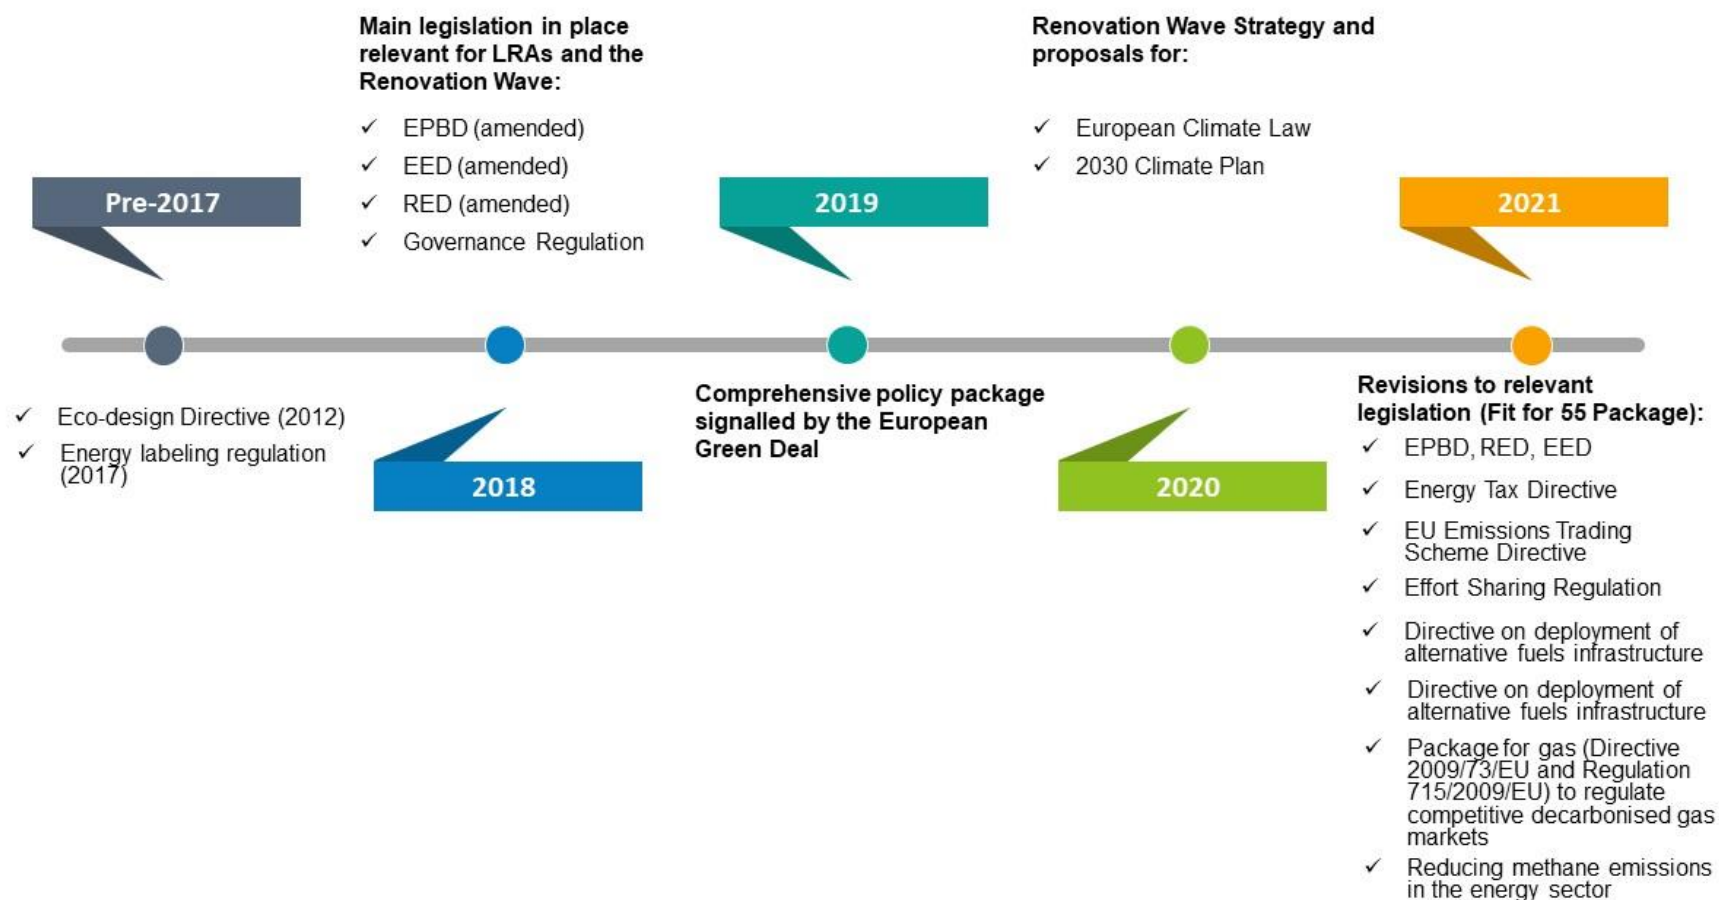 Main legislation in place
relevant for LRAs and the
Renovation Wave:
✓ EPBD (amended)
✓ EED (amended)
✓ RED (amended)
✓ Governance Regulation
Renovation Wave Strategy and
proposals for:
✓ European Climate Law
✓ 2030 Climate Plan
Pre-2017
2019
2021
✓ Eco-design Directive (2012)
✓ Energy labeling regulation
(2017)
2018
Comprehensive policy package
signalled by the European
Green Deal
2020
Revisions to relevant
legislation (Fit for 55 Package):
✓ EPBD, RED, EED
✓ Energy Tax Directive
✓ EU Emissions Trading
Scheme Directive
✓ Effort Sharing Regulation
✓ Directive on deployment of
alternative fuels infrastructure
✓ Directive on deployment of
alternative fuels infrastructure
✓ Package for gas (Directive
2009/73/EU and Regulation
715/2009/EU) to regulate
competitive decarbonised gas
markets
✓ Reducing methane emissions
in the energy sector